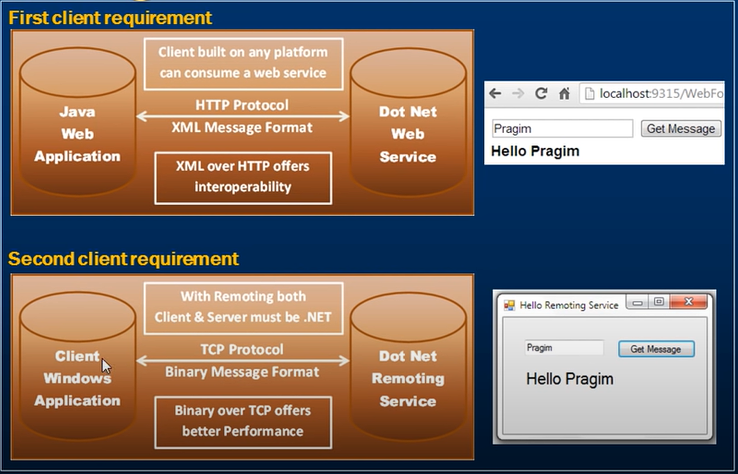 First client requirement
Client built on any platform
can consume a web service
Java
Web
Application
HTTP Protocol
XML Message Format
Dot Net
Web
Service
XML over HTTP offers
interoperability
localhost:9315/WebFo
Pragim
Get Message
Hello Pragim
Second client requirement
With Remoting both
Client & Server must be .NET
Client
Windows
Application
TCP Protocol
Binary Message Format
Dot Net
Remoting
Service
Binary over TCP offers
better Performance
Hello Remoting Service
Pragim
Get Message
Hello Pragim